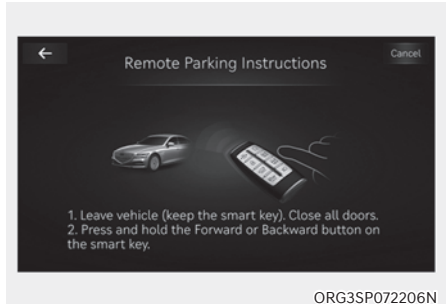 Cancel
Remote Parking Instructions
1. Leave vehicle (keep the smart key). Close all doors.
2. Press and hold the Forward or Backward button on
the smart key.
ORG3SP072206N